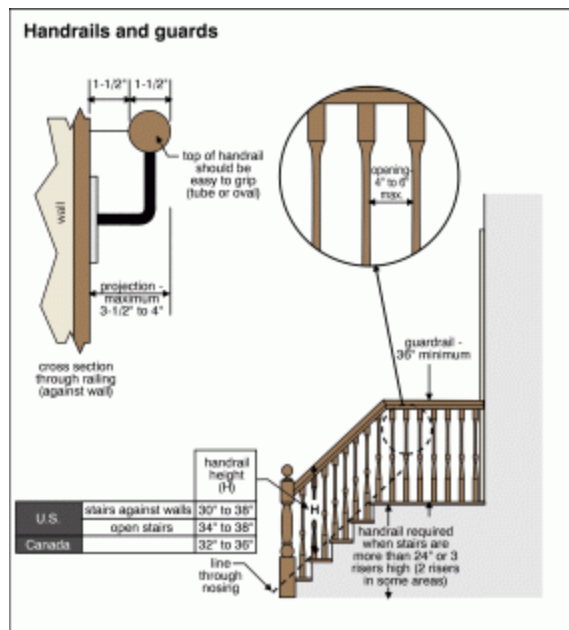 Handrails and guards
1-1/2" 1-1/2"
top of handrail
should be
easy to grip
(tube or oval)
wall
projection -
maximum
3-1/2" to 4"
cross section
through railing
(against wall)
opening-
4" to 6"
max.
guardrail -
36" minimum
handrail
height
(H)
U.S. stairs against walls 30" to 38"
open stairs 34" to 38"
Canada 32" to 36"
H
line
through
nosing
handrail required
when stairs are
more than 24" or 3
risers high (2 risers
in some areas)